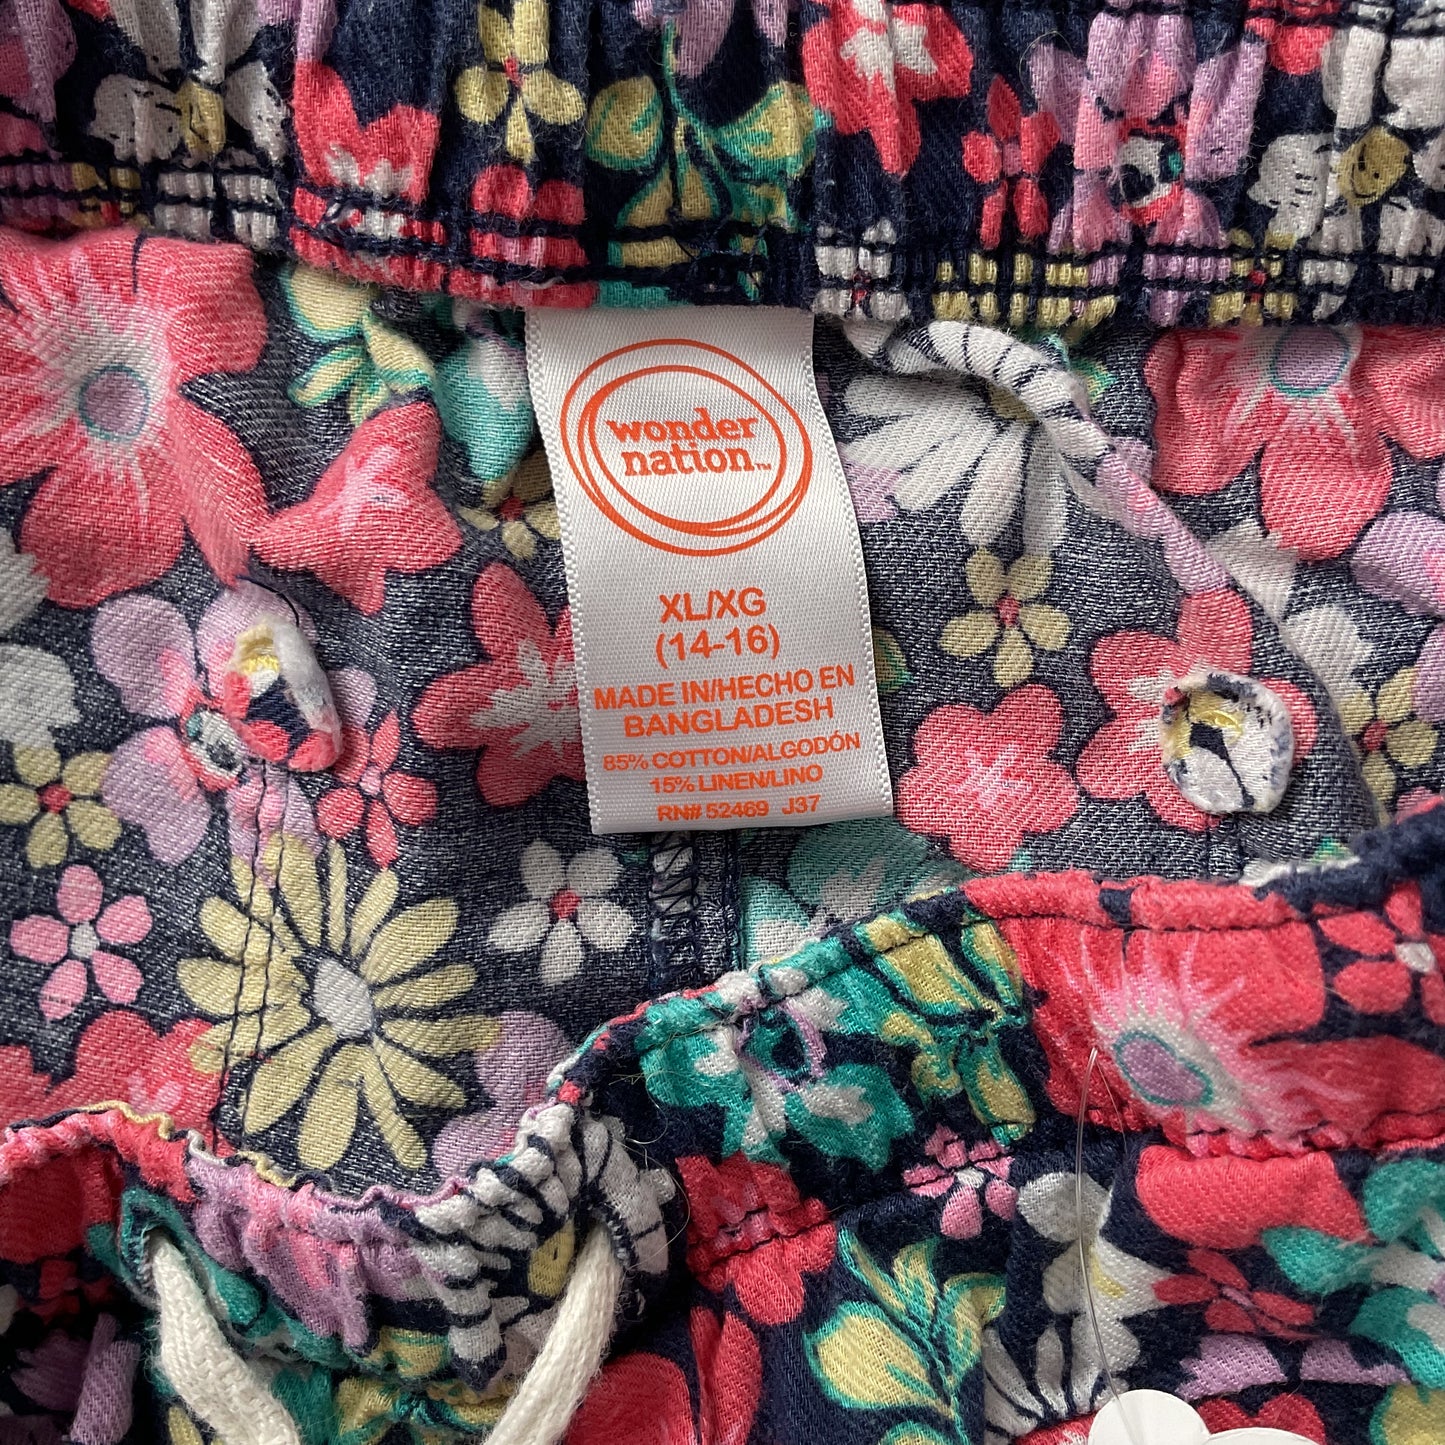 wonder
nation™
XL/XG
(14-16)
MADE IN/HECHO EN
BANGLADESH
85% COTTON/ALGODÓN
15% LINEN/LINO
RN# 52469 J37